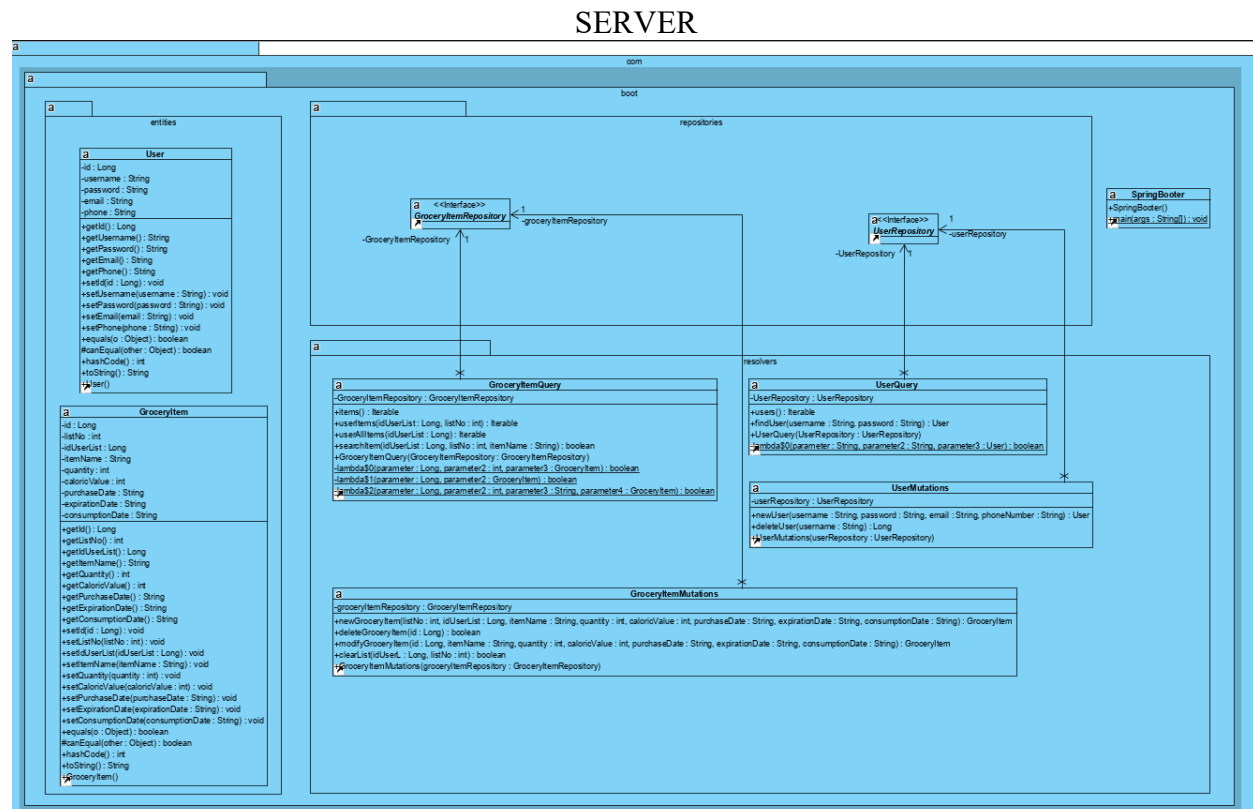 SERVER
a
com
a
boot
a
entities
a User
-id : Long
-username : String
-password : String
-email : String
-phone : String
+getId() : Long
+getUsername() : String
+getPassword() : String
+getEmail() : String
+getPhone() : String
+setId(id : Long) : void
+setUsername(username : String) : void
+setPassword(password : String) : void
+setEmail(email : String) : void
+setPhone(phone : String) : void
+equals(o : Object) : boolean
#canEqual(other : Object) : boolean
+hashCode() : int
+toString() : String
+User()
a GroceryItem
-id : Long
-listNo : int
-idUserList : Long
-itemName : String
-quantity : int
-caloricValue : int
-purchaseDate : String
-expirationDate : String
-consumptionDate : String
+getId() : Long
+getListNo() : int
+getIdUserList() : Long
+getItemName() : String
+getQuantity() : int
+getCaloricValue() : int
+getPurchaseDate() : String
+getExpirationDate() : String
+getConsumptionDate() : String
+setId(id : Long) : void
+setListNo(listNo : int) : void
+setIdUserList(idUserList : Long) : void
+setItemName(itemName : String) : void
+setQuantity(quantity : int) : void
+setCaloricValue(caloricValue : int) : void
+setPurchaseDate(purchaseDate : String) : void
+setExpirationDate(expirationDate : String) : void
+setConsumptionDate(consumptionDate : String) : void
+equals(o : Object) : boolean
#canEqual(other : Object) : boolean
+hashCode() : int
+toString() : String
+GroceryItem()
a
repositories
a <<Interface>>
GroceryItemRepository
1
-groceryItemRepository
-GroceryItemRepository
1
a <<Interface>>
UserRepository
1
-userRepository
-UserRepository
1
a SpringBooter
+SpringBooter()
+main(args : String[]) : void
a
resolvers
a GroceryItemQuery
-GroceryItemRepository : GroceryItemRepository
+items() : Iterable
+userItems(idUserList : Long, listNo : int) : Iterable
+userAllItems(idUserList : Long) : Iterable
+searchItem(idUserList : Long, listNo : int, itemName : String) : boolean
+GroceryItemQuery(GroceryItemRepository : GroceryItemRepository)
-lambda$0(parameter : Long, parameter2 : int, parameter3 : GroceryItem) : boolean
-lambda$1(parameter : Long, parameter2 : GroceryItem) : boolean
-lambda$2(parameter : Long, parameter2 : int, parameter3 : String, parameter4 : GroceryItem) : boolean
a UserQuery
-UserRepository : UserRepository
+users() : Iterable
+findUser(username : String, password : String) : User
+UserQuery(UserRepository : UserRepository)
-lambda$0(parameter : String, parameter2 : String, parameter3 : User) : boolean
a UserMutations
-userRepository : UserRepository
+newUser(username : String, password : String, email : String, phoneNumber : String) : User
+deleteUser(username : String) : Long
+UserMutations(userRepository : UserRepository)
a GroceryItemMutations
-groceryItemRepository : GroceryItemRepository
+newGroceryItem(listNo : int, idUserList : Long, itemName : String, quantity : int, caloricValue : int, purchaseDate : String, expirationDate : String, consumptionDate : String) : GroceryItem
+deleteGroceryItem(id : Long) : boolean
+modifyGroceryItem(id : Long, itemName : String, quantity : int, caloricValue : int, purchaseDate : String, expirationDate : String, consumptionDate : String) : GroceryItem
+clearList(idUserL : Long, listNo : int) : boolean
+GroceryItemMutations(groceryItemRepository : GroceryItemRepository)